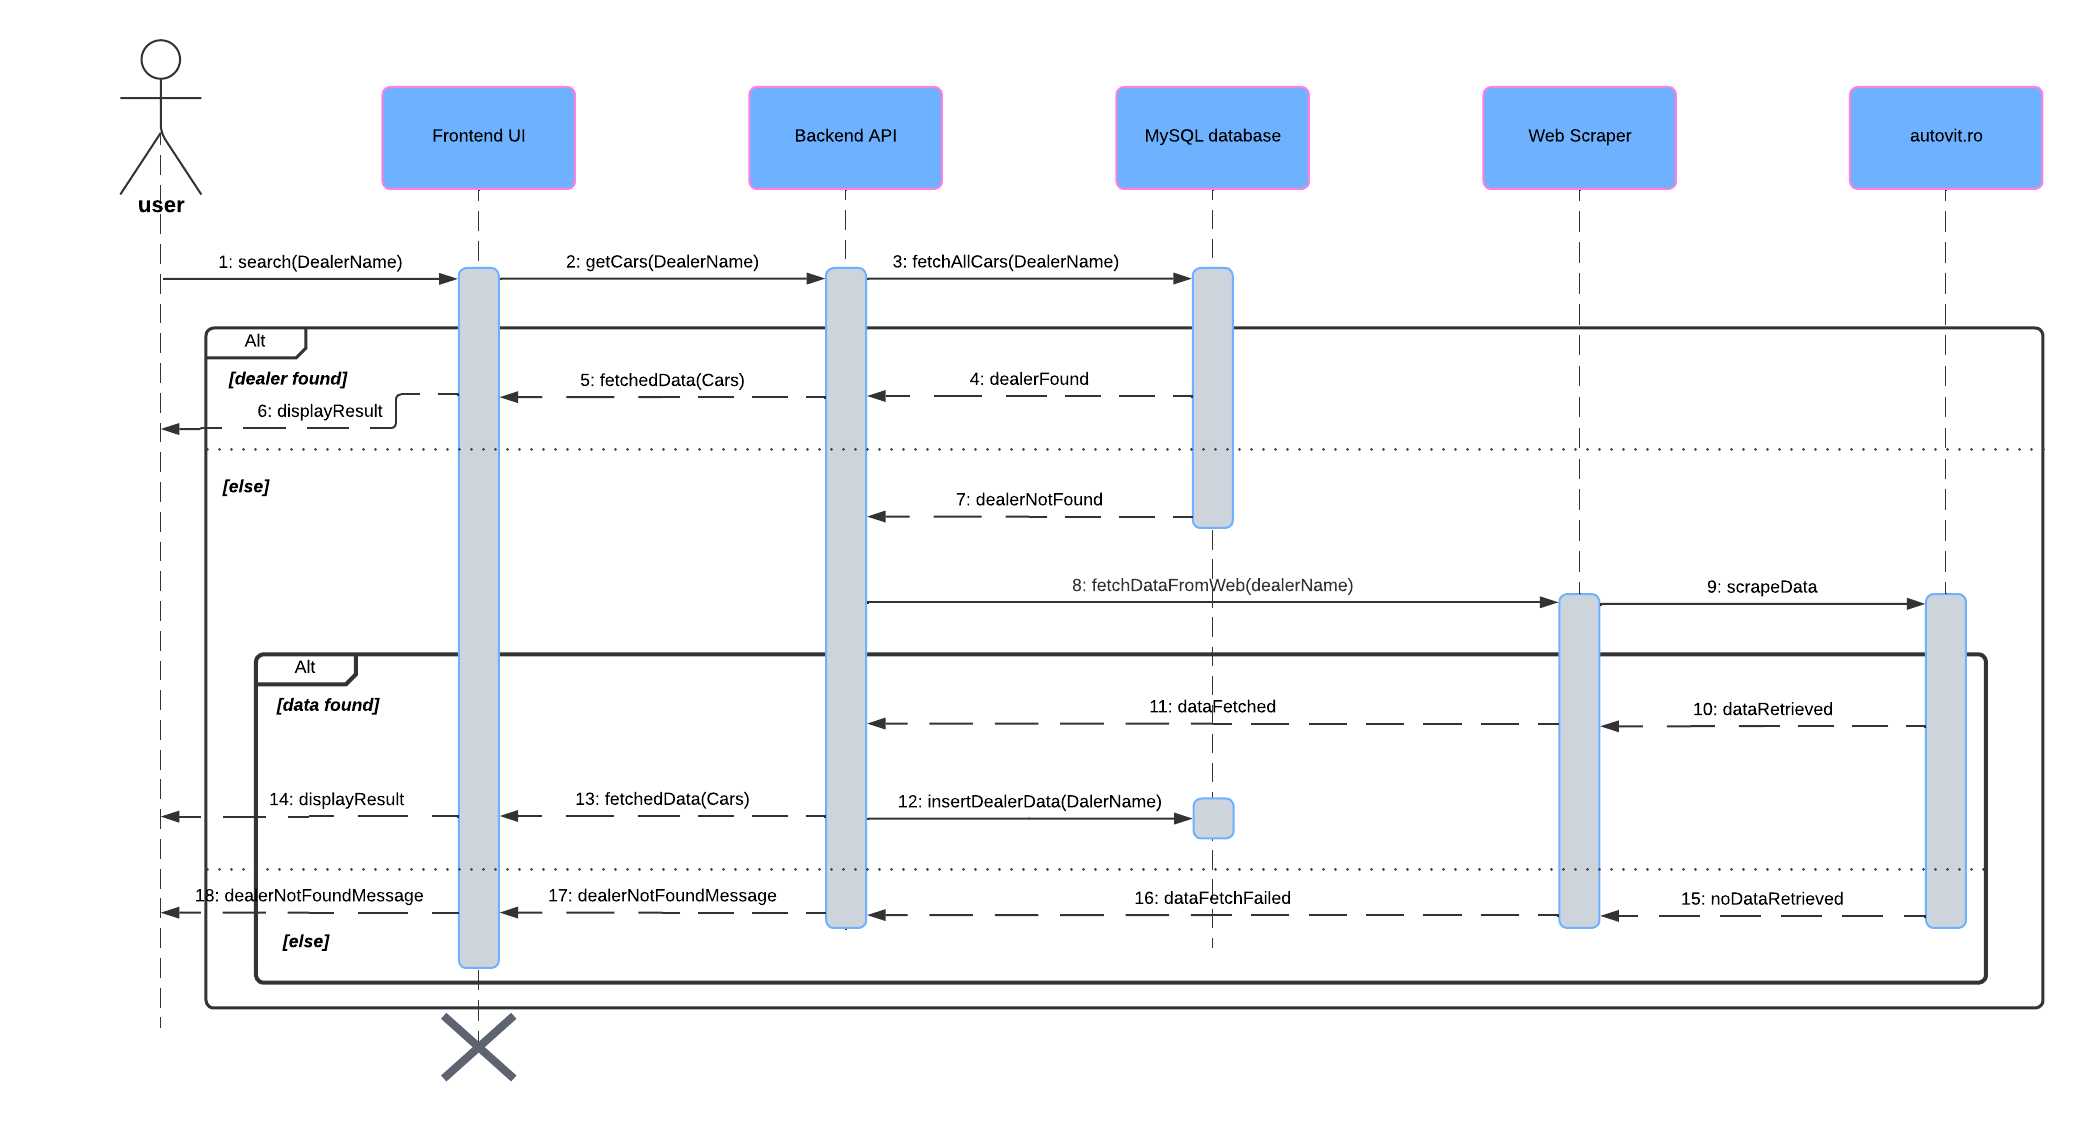 user
Frontend UI
Backend API
MySQL database
Web Scraper
autovit.ro
1: search(DealerName)
2: getCars(DealerName)
3: fetchAllCars(DealerName)
Alt
[dealer found]
4: dealerFound
5: fetchedData(Cars)
6: displayResult
[else]
7: dealerNotFound
8: fetchDataFromWeb(dealerName)
9: scrapeData
Alt
[data found]
10: dataRetrieved
11: dataFetched
12: insertDealerData(DalerName)
13: fetchedData(Cars)
14: displayResult
15: noDataRetrieved
16: dataFetchFailed
17: dealerNotFoundMessage
18: dealerNotFoundMessage
[else]